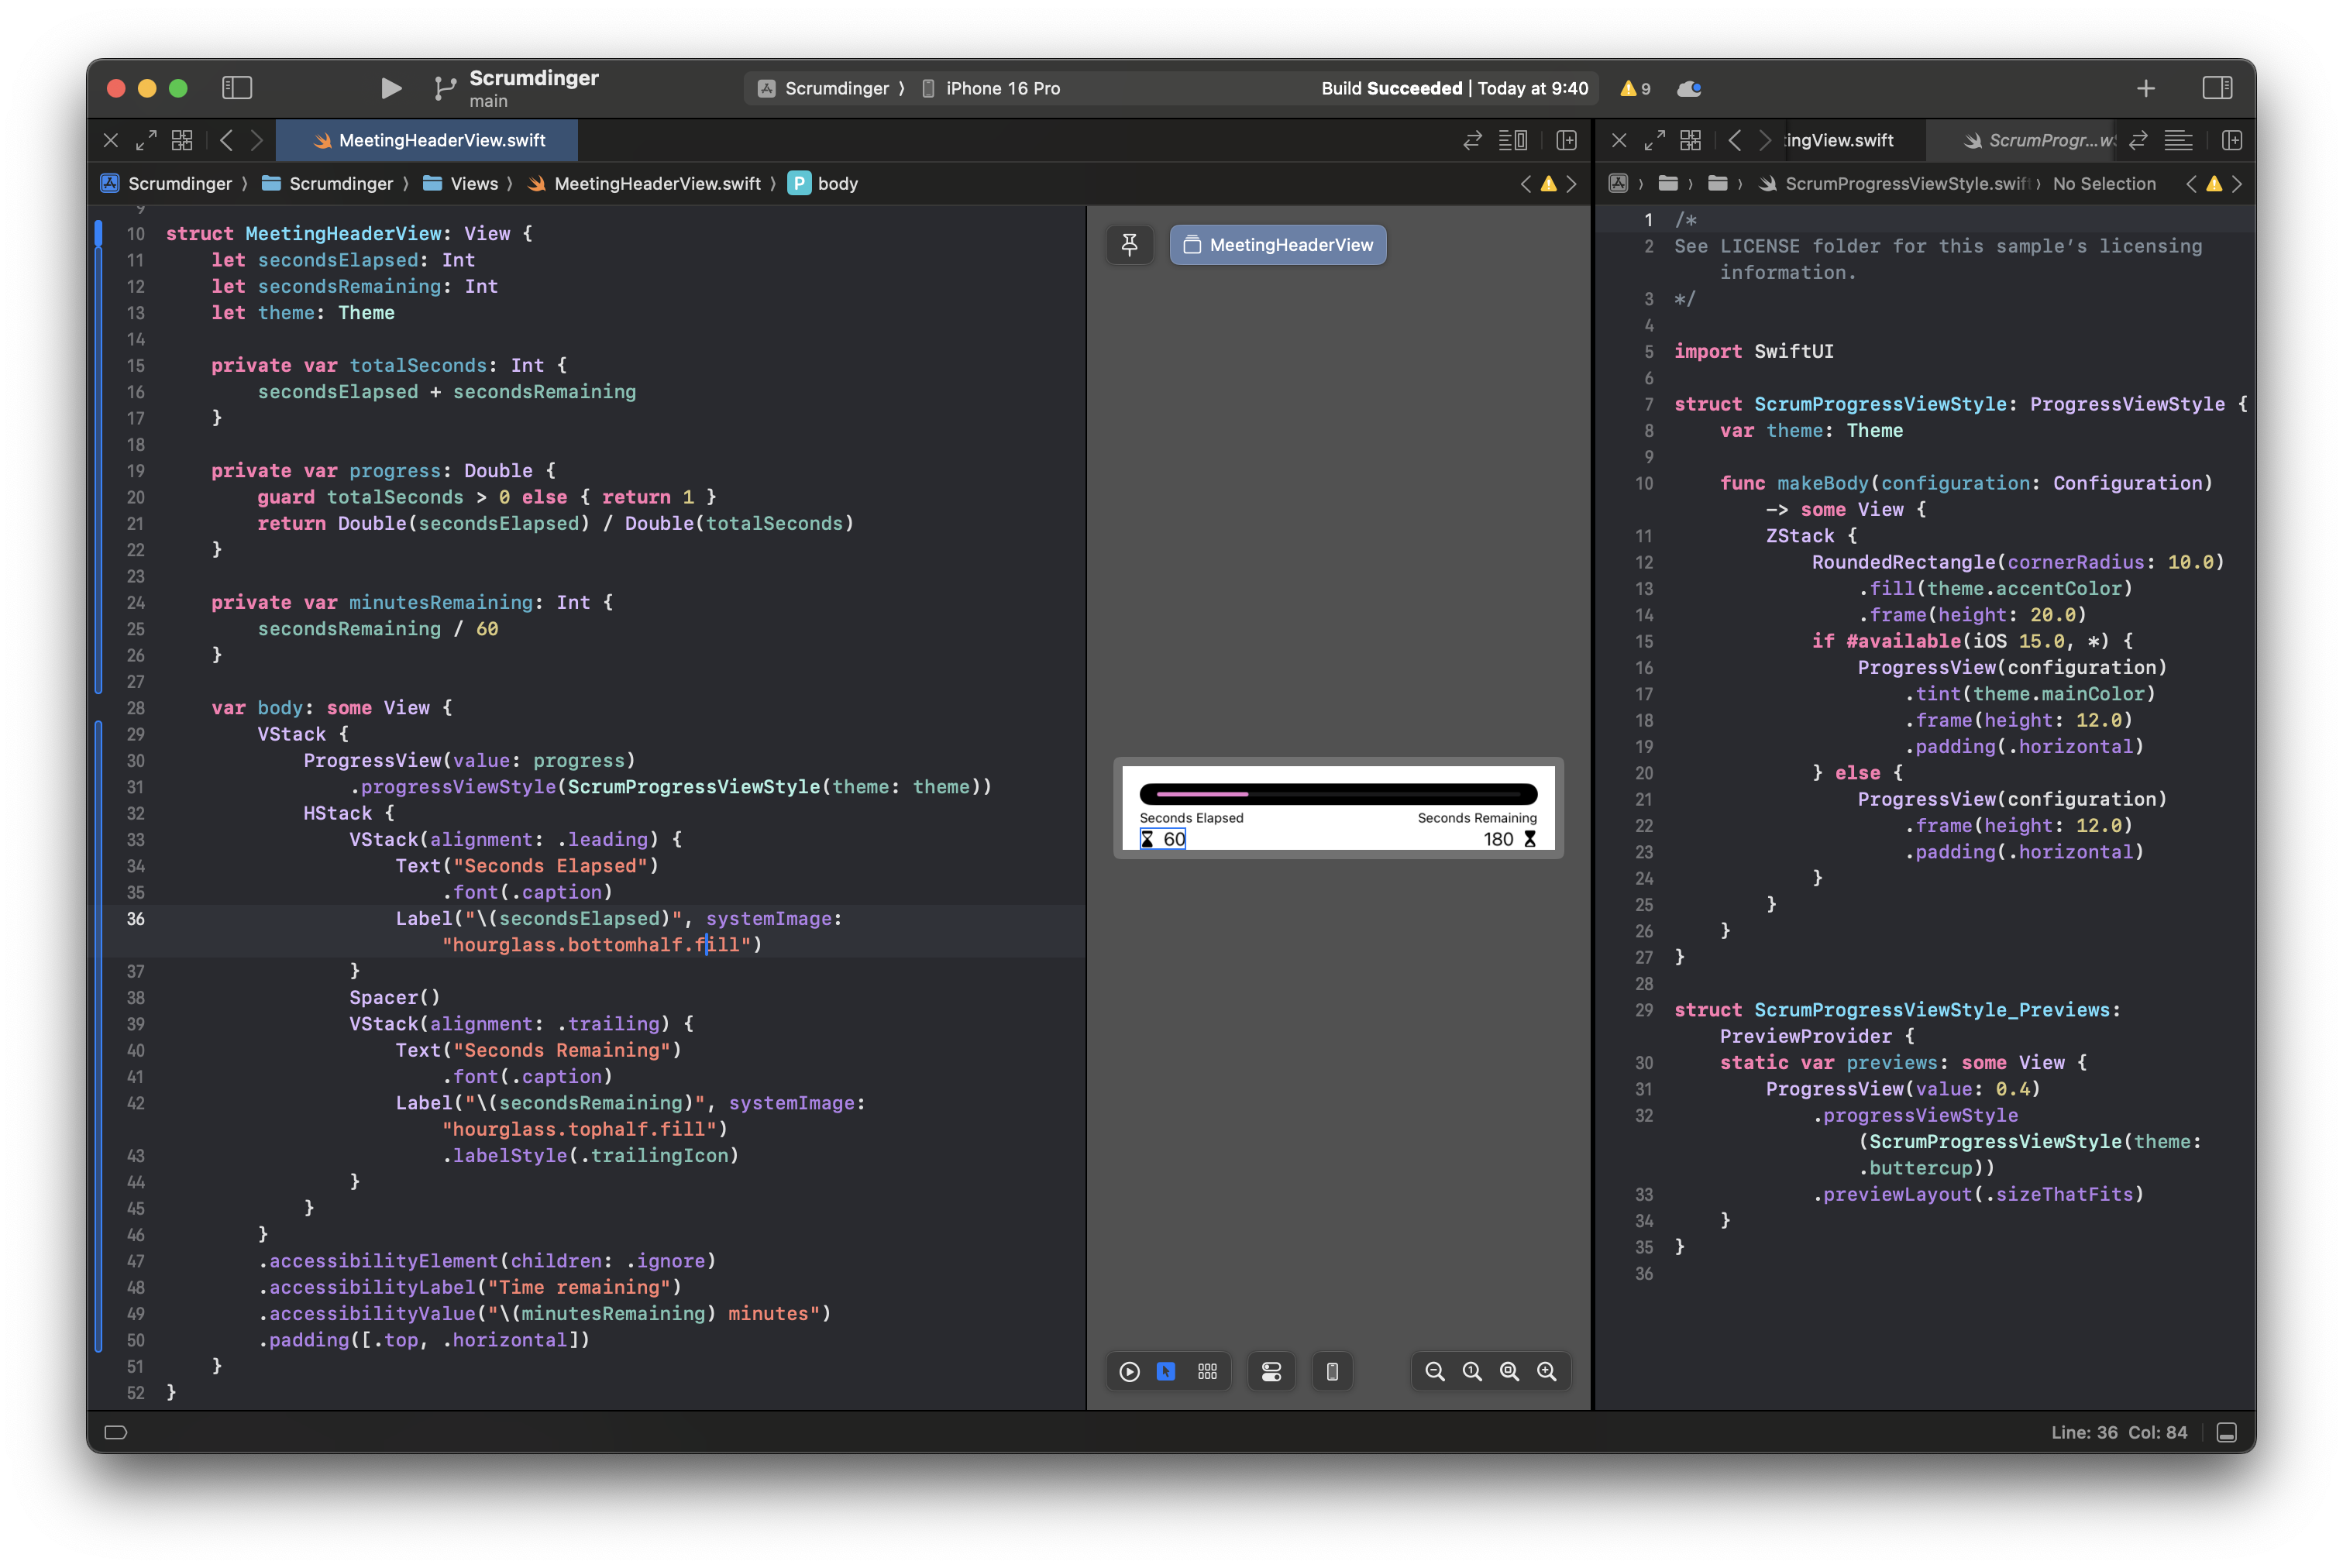 Scrumdinger
main
Scrumdinger
iPhone 16 Pro
Build Succeeded | Today at 9:40
9
MeetingHeaderView.swift
Scrumdinger
Scrumdinger
Views
MeetingHeaderView.swift
P
body
9
10 struct MeetingHeaderView: View {
11 let secondsElapsed: Int
12 let secondsRemaining: Int
13 let theme: Theme
14
15 private var totalSeconds: Int {
16 secondsElapsed + secondsRemaining
17 }
18
19 private var progress: Double {
20 guard totalSeconds > 0 else { return 1 }
21 return Double(secondsElapsed) / Double(totalSeconds)
22 }
23
24 private var minutesRemaining: Int {
25 secondsRemaining / 60
26 }
27
28 var body: some View {
29 VStack {
30 ProgressView(value: progress)
31 .progressViewStyle(ScrumProgressViewStyle(theme: theme))
32 HStack {
33 VStack(alignment: .leading) {
34 Text("Seconds Elapsed")
35 .font(.caption)
36 Label("\(secondsElapsed)", systemImage:
"hourglass.bottomhalf.fill")
37 }
38 Spacer()
39 VStack(alignment: .trailing) {
40 Text("Seconds Remaining")
41 .font(.caption)
42 Label("\(secondsRemaining)", systemImage:
"hourglass.tophalf.fill")
43 .labelStyle(.trailingIcon)
44 }
45 }
46 }
47 .accessibilityElement(children: .ignore)
48 .accessibilityLabel("Time remaining")
49 .accessibilityValue("\(minutesRemaining) minutes")
50 .padding([.top, .horizontal])
51 }
52 }
MeetingHeaderView
Seconds Elapsed
60
Seconds Remaining
180
1
ingView.swift
ScrumProgr...
ScrumProgressViewStyle.swif
No Selection
1 /*
2 See LICENSE folder for this sample’s licensing
information.
3 */
4
5 import SwiftUI
6
7 struct ScrumProgressViewStyle: ProgressViewStyle {
8 var theme: Theme
9
10 func makeBody(configuration: Configuration)
-> some View {
11 ZStack {
12 RoundedRectangle(cornerRadius: 10.0)
13 .fill(theme.accentColor)
14 .frame(height: 20.0)
15 if #available(iOS 15.0, *) {
16 ProgressView(configuration)
17 .tint(theme.mainColor)
18 .frame(height: 12.0)
19 .padding(.horizontal)
20 } else {
21 ProgressView(configuration)
22 .frame(height: 12.0)
23 .padding(.horizontal)
24 }
25 }
26 }
27 }
28
29 struct ScrumProgressViewStyle_Previews:
PreviewProvider {
30 static var previews: some View {
31 ProgressView(value: 0.4)
32 .progressViewStyle
(ScrumProgressViewStyle(theme:
.buttercup))
33 .previewLayout(.sizeThatFits)
34 }
35 }
36
Line: 36 Col: 84